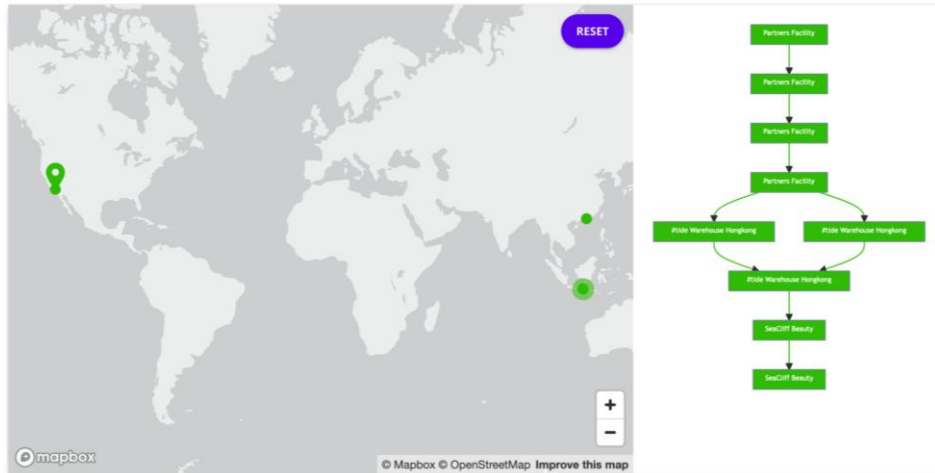 RESET
Partners Facility
Partners Facility
Partners Facility
Partners Facility
#tide Warehouse Hongkong
#tide Warehouse Hongkong
#tide Warehouse Hongkong
SeaCliff Beauty
SeaCliff Beauty
+
−
mapbox
© Mapbox © OpenStreetMap Improve this map